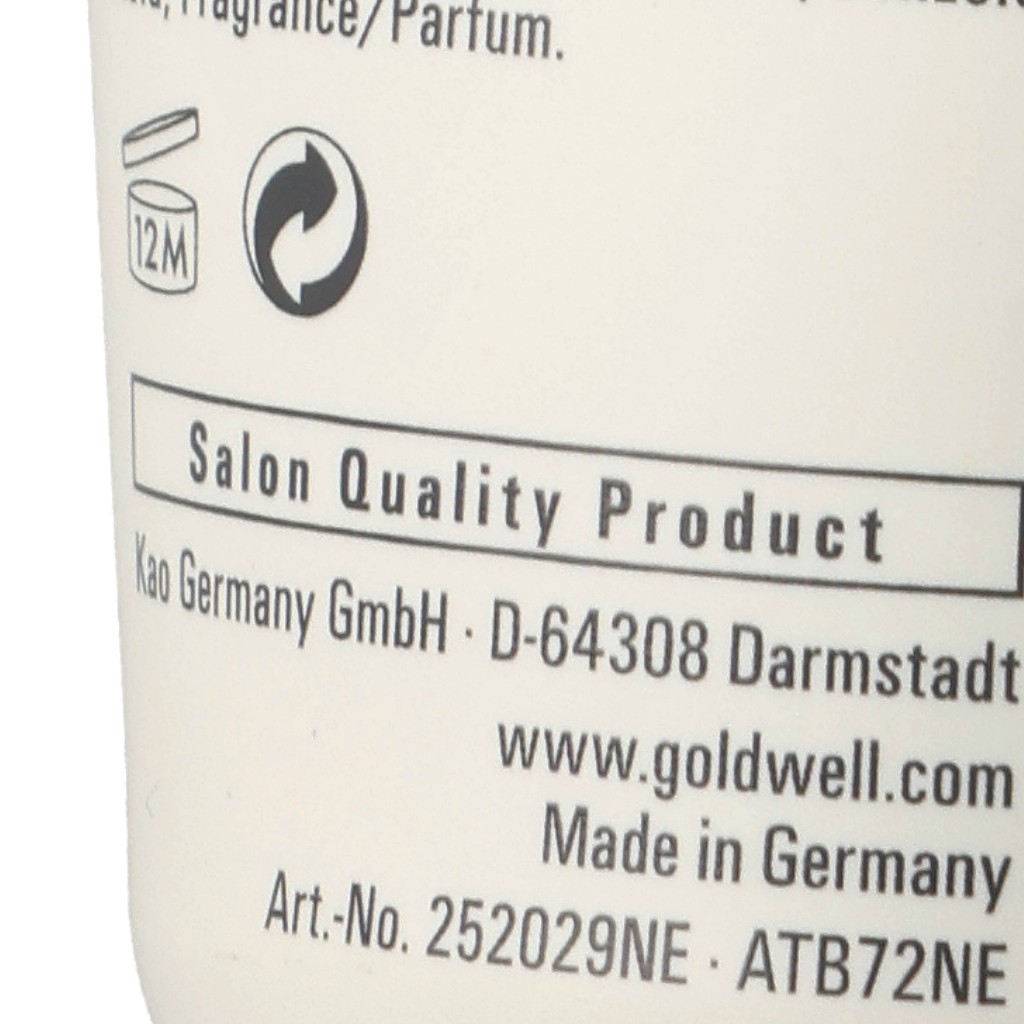 Fragrance/Parfum.
12M
Salon Quality Product
Kao Germany GmbH · D-64308 Darmstadt
www.goldwell.com
Made in Germany
Art.-No. 252029NE · ATB72NE